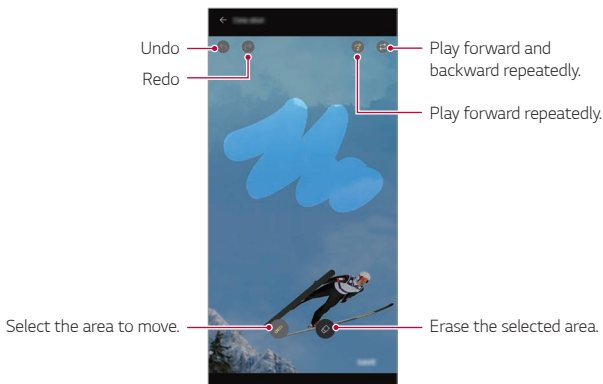 Undo
Redo
Play forward and
backward repeatedly.
Play forward repeatedly.
Select the area to move.
Erase the selected area.